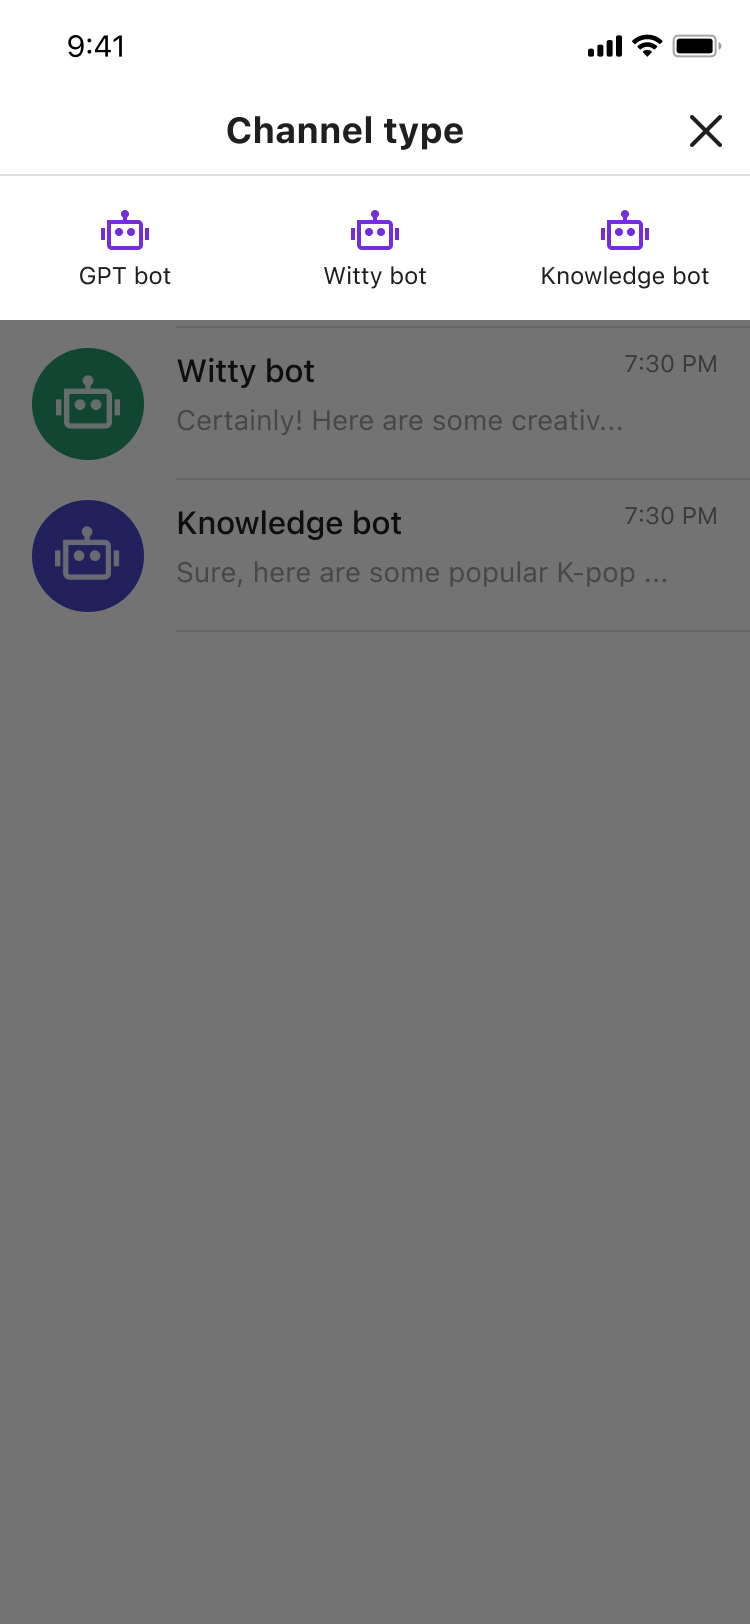 9:41
Channel type
GPT bot
Witty bot
Knowledge bot
Witty bot
7:30 PM
Certainly! Here are some creativ...
Knowledge bot
7:30 PM
Sure, here are some popular K-pop ...